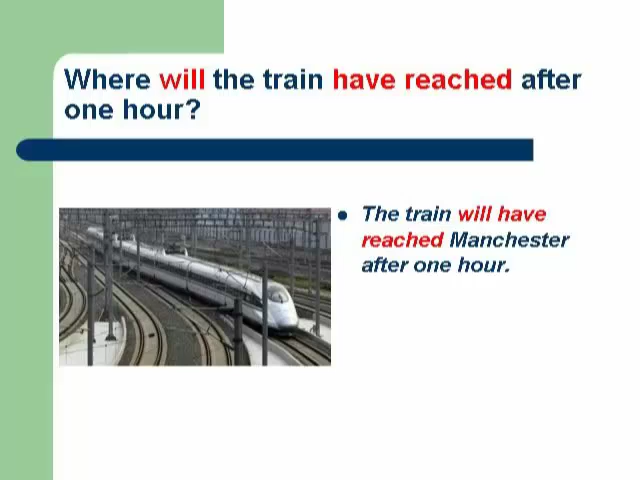 Where will the train have reached after
one hour?
The train will have
reached Manchester
after one hour.